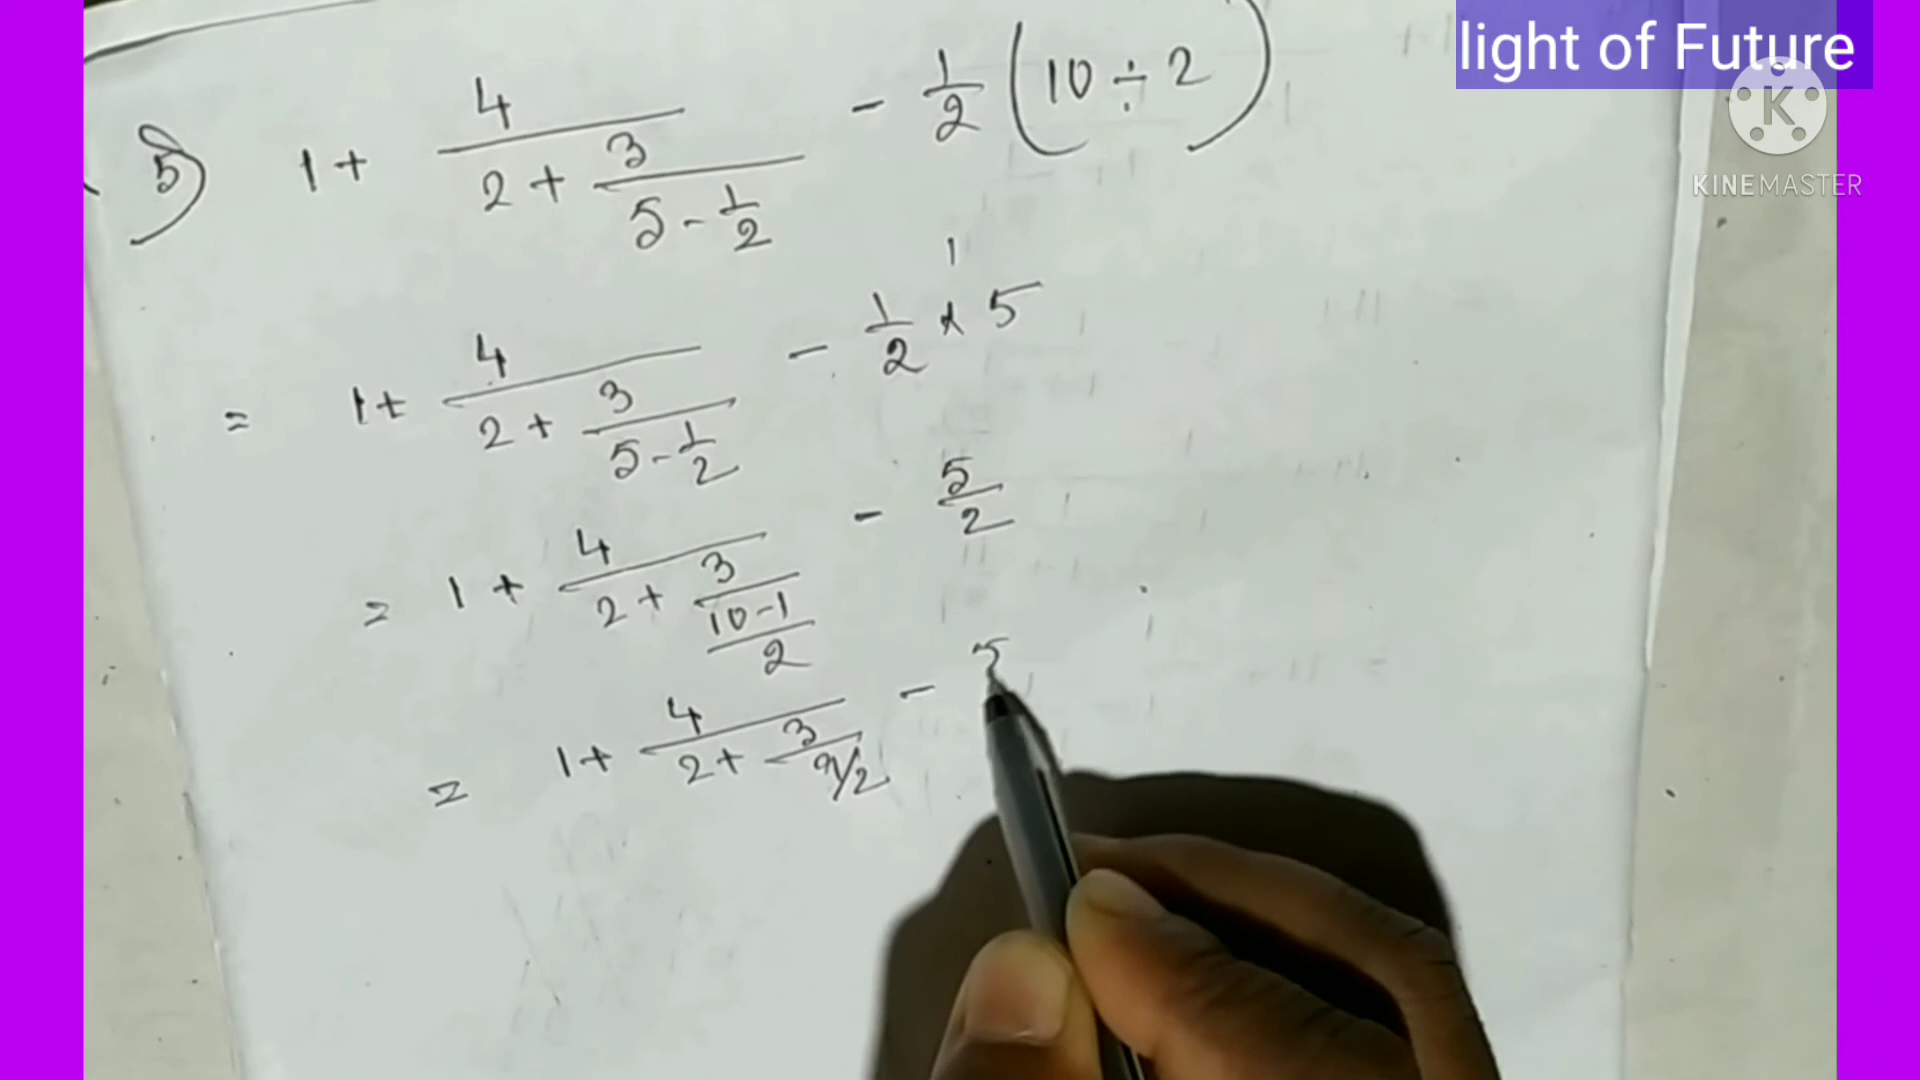 light of Future
KINEMASTER
5) 1 + 4/(2 + 3/(5 - 1/2)) - 1/2 (10 ÷ 2)
= 1 + 4/(2 + 3/(5 - 1/2)) - 1/2 × 5
= 1 + 4/(2 + 3/((10 - 1)/2)) - 5/2
= 1 + 4/(2 + 3/(9/2)) - 5